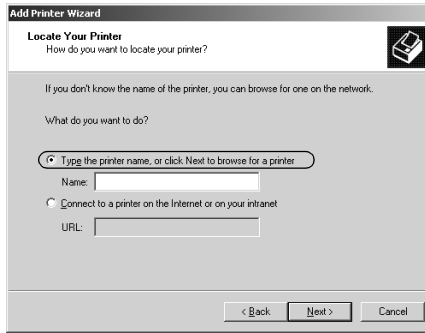 Add Printer Wizard
Locate Your Printer
How do you want to locate your printer?
If you don't know the name of the printer, you can browse for one on the network.
What do you want to do?
Type the printer name, or click Next to browse for a printer
Name:
Connect to a printer on the Internet or on your intranet
URL:
< Back Next > Cancel